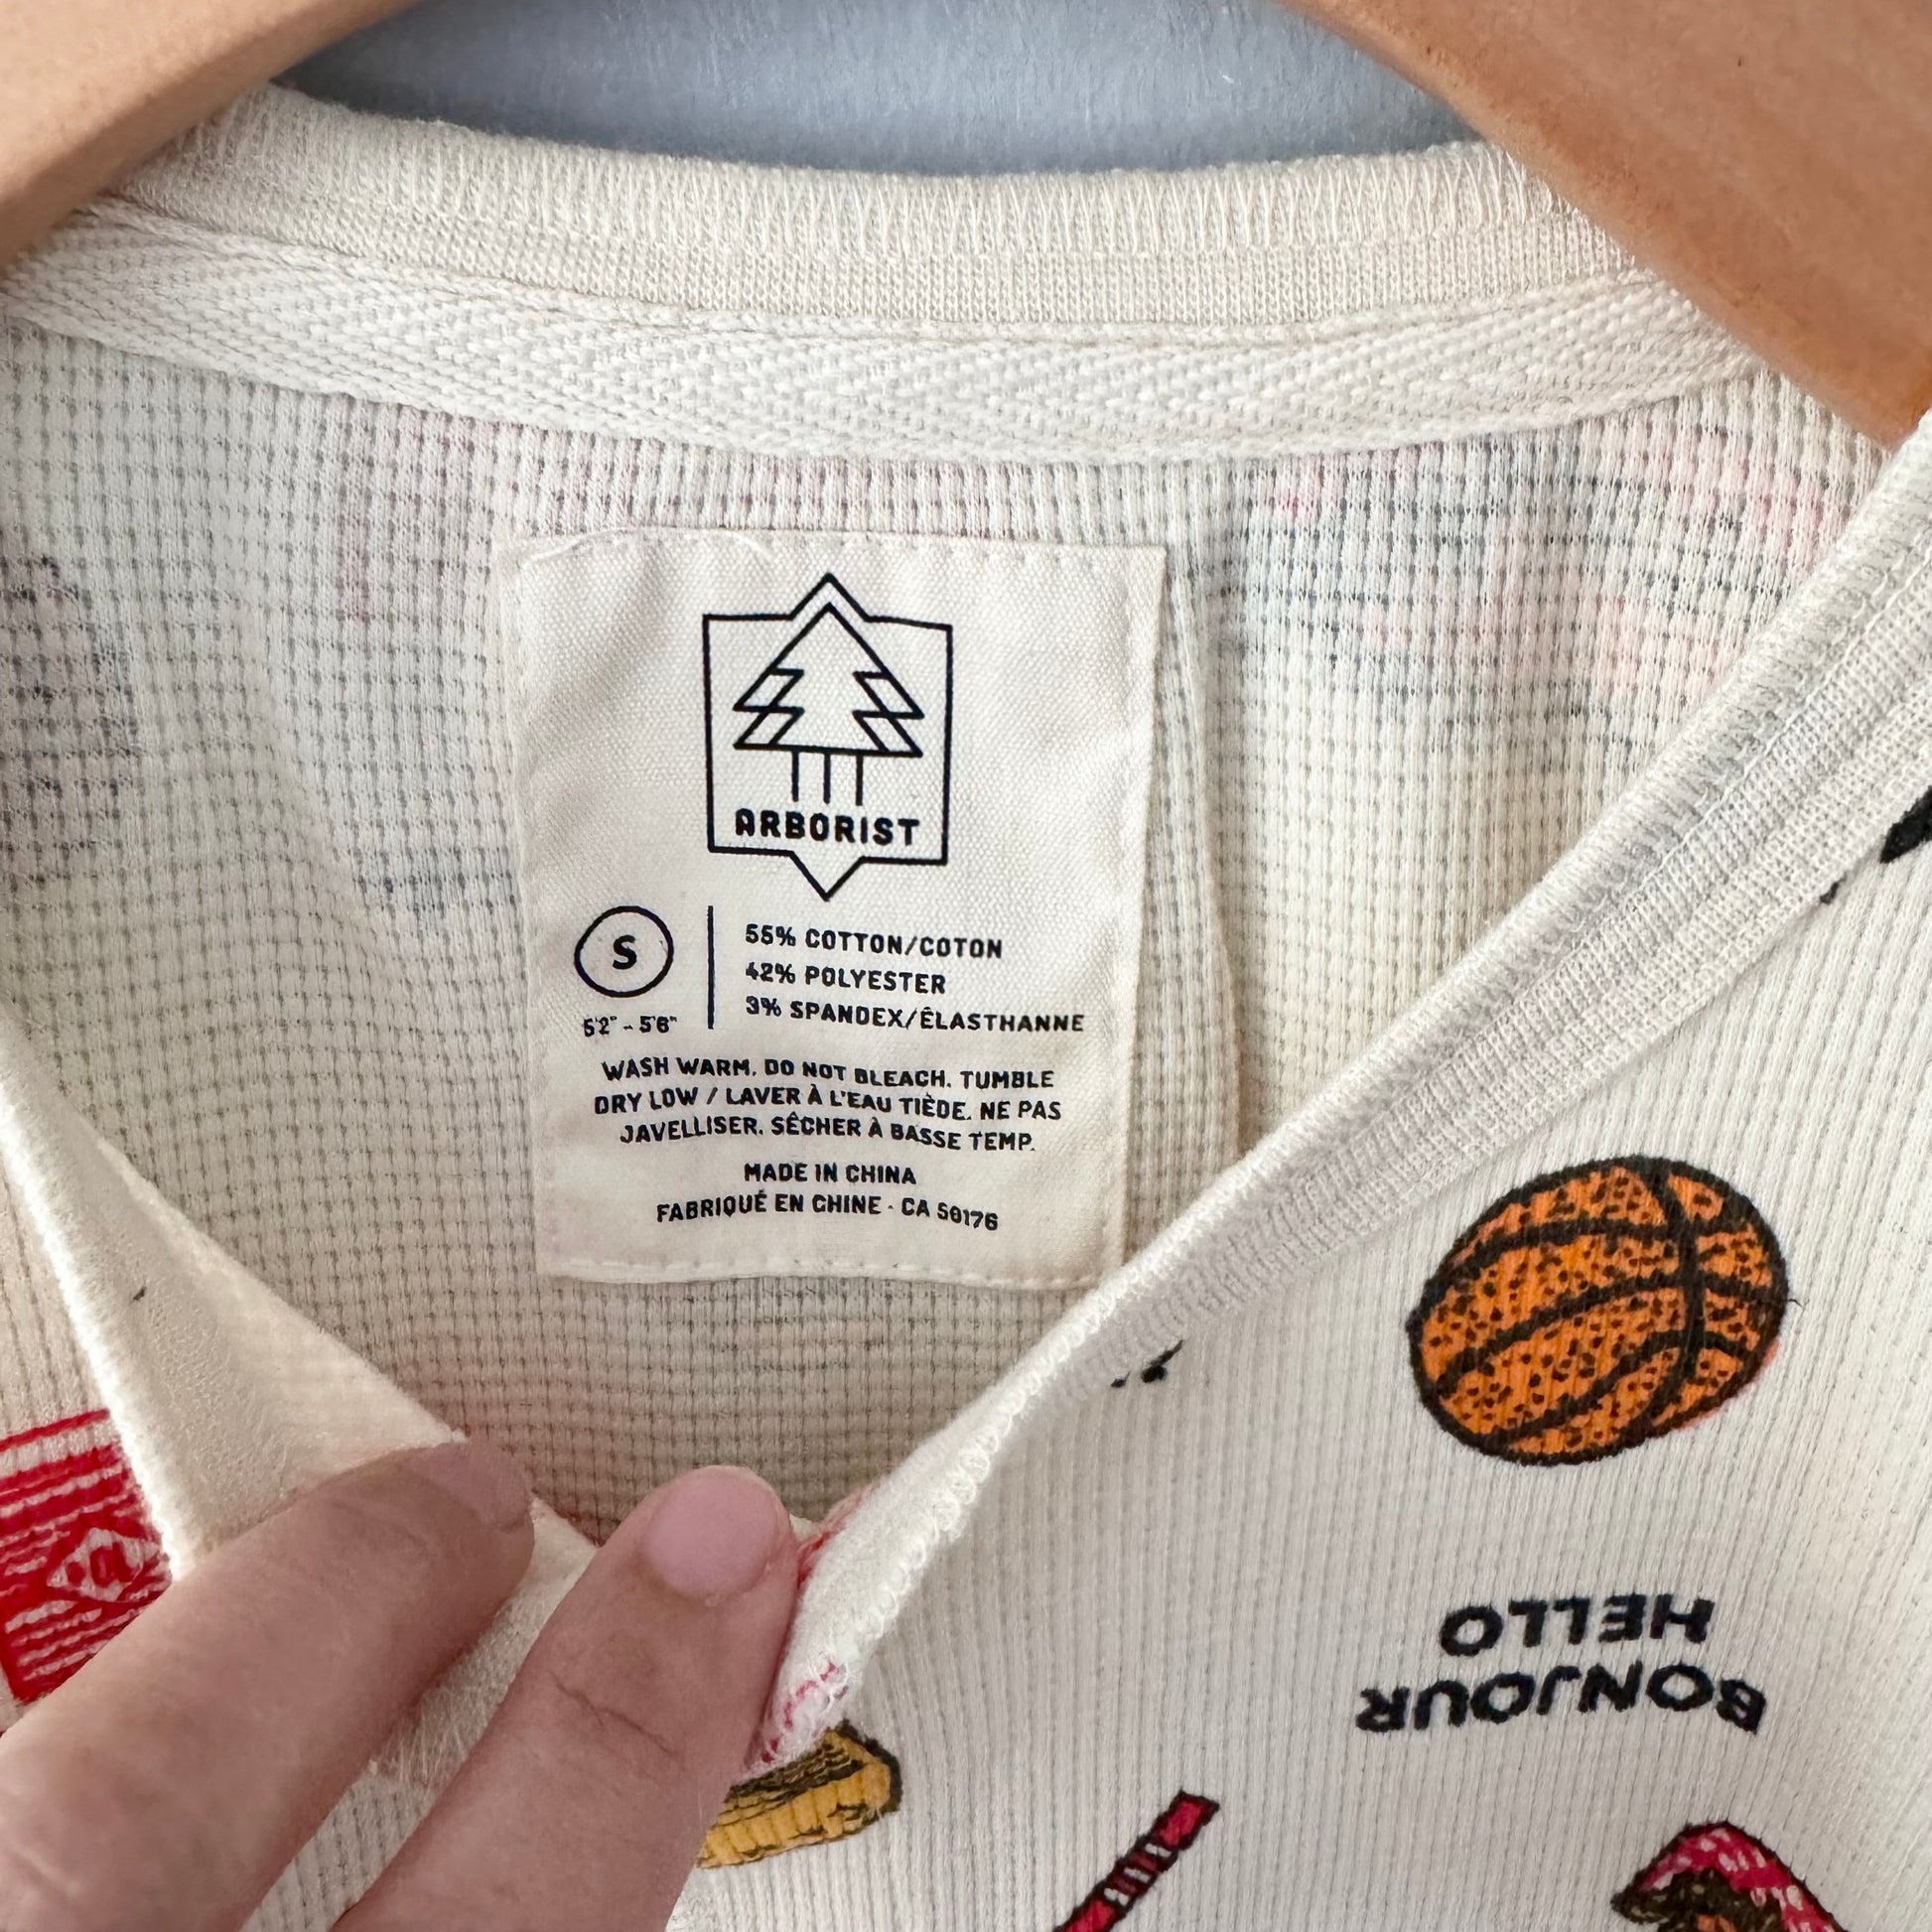 ARBORIST
S
5'2" - 5'6"
55% COTTON/COTON
42% POLYESTER
3% SPANDEX/ÉLASTHANNE
WASH WARM. DO NOT BLEACH. TUMBLE
DRY LOW / LAVER À L'EAU TIÈDE. NE PAS
JAVELLISER. SÊCHER À BASSE TEMP.
MADE IN CHINA
FABRIQUÉ EN CHINE · CA 50176
BONJOUR
HELLO